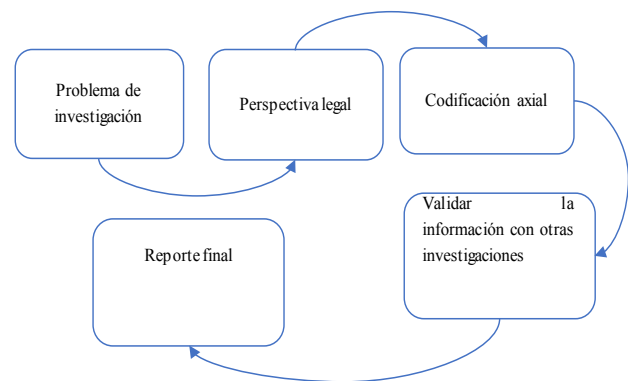 Problema de
investigación
Perspectiva legal
Codificación axial
Validar la
información con otras
investigaciones
Reporte final